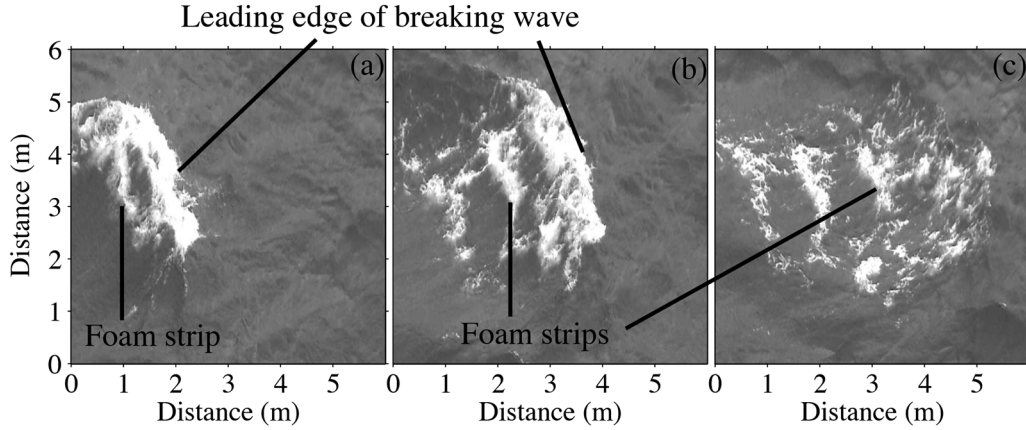 Leading edge of breaking wave
(a)
(b)
(c)
6
5
4
3
2
1
0
Distance (m)
Foam strip
Foam strips
0 1 2 3 4 5
0 1 2 3 4 5
0 1 2 3 4 5
Distance (m)
Distance (m)
Distance (m)